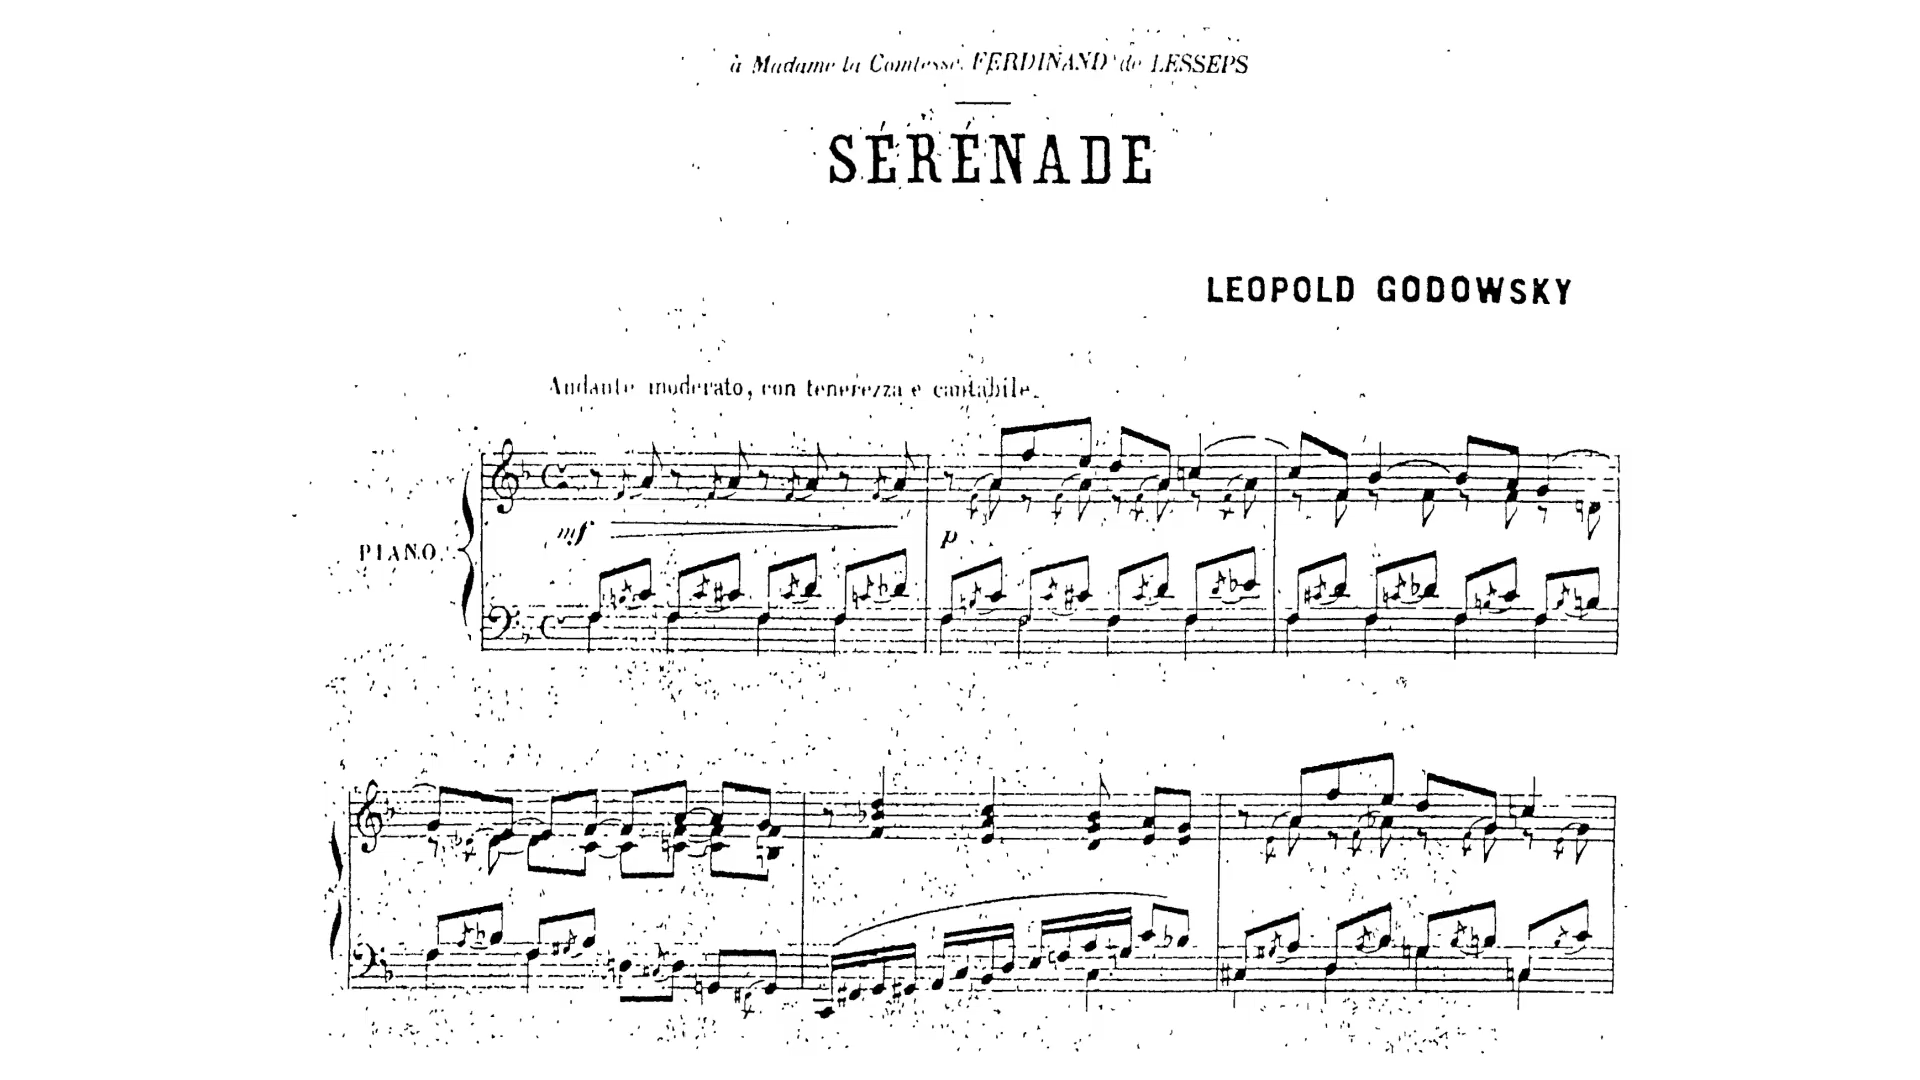 à Madame la Comtesse FERDINAND de LESSEPS
SÉRÉNADE
LEOPOLD GODOWSKY
Andante moderato, con tenerezza e cantabile.
PIANO.
mf
p